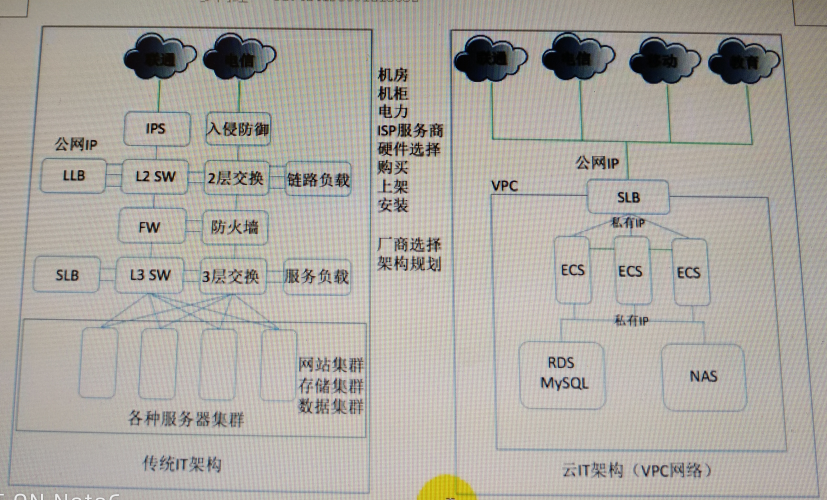 联通
电信
IPS
入侵防御
公网IP
LLB
L2 SW
2层交换
链路负载
FW
防火墙
SLB
L3 SW
3层交换
服务负载
网站集群
存储集群
数据集群
各种服务器集群
传统IT架构
机房
机柜
电力
ISP服务商
硬件选择
购买
上架
安装
厂商选择
架构规划
联通
电信
移动
教育
公网IP
VPC
SLB
私有IP
ECS
ECS
ECS
私有IP
RDS
MySQL
NAS
云IT架构（VPC网络）